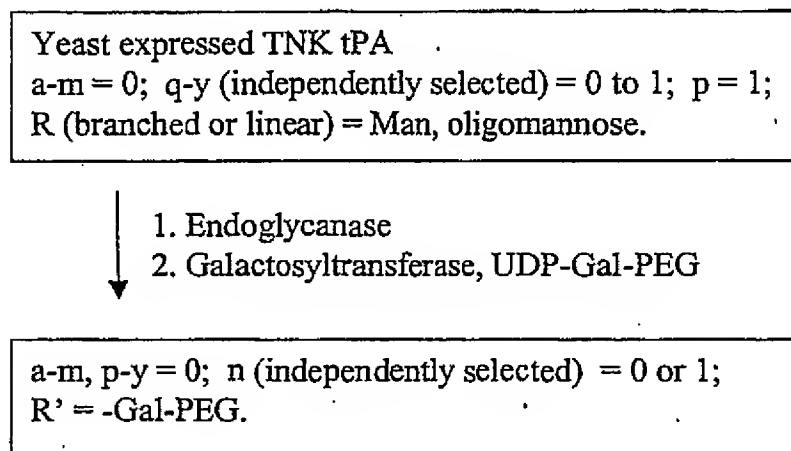 Yeast expressed TNK tPA
a-m = 0; q-y (independently selected) = 0 to 1; p = 1;
R (branched or linear) = Man, oligomannose.
1. Endoglycanase
2. Galactosyltransferase, UDP-Gal-PEG
a-m, p-y = 0; n (independently selected) = 0 or 1;
R’ = -Gal-PEG.